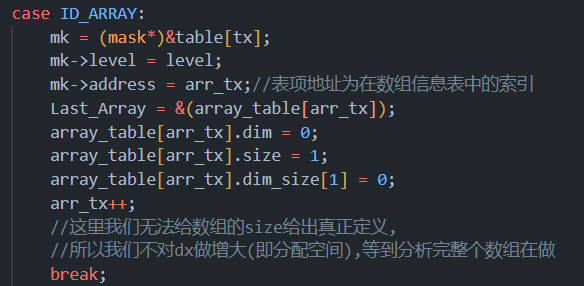 case ID_ARRAY:
mk = (mask*)&table[tx];
mk->level = level;
mk->address = arr_tx;//表项地址为在数组信息表中的索引
Last_Array = &(array_table[arr_tx]);
array_table[arr_tx].dim = 0;
array_table[arr_tx].size = 1;
array_table[arr_tx].dim_size[1] = 0;
arr_tx++;
//这里我们无法给数组的size给出真正定义,
//所以我们不对dx做增大(即分配空间),等到分析完整个数组在做
break;